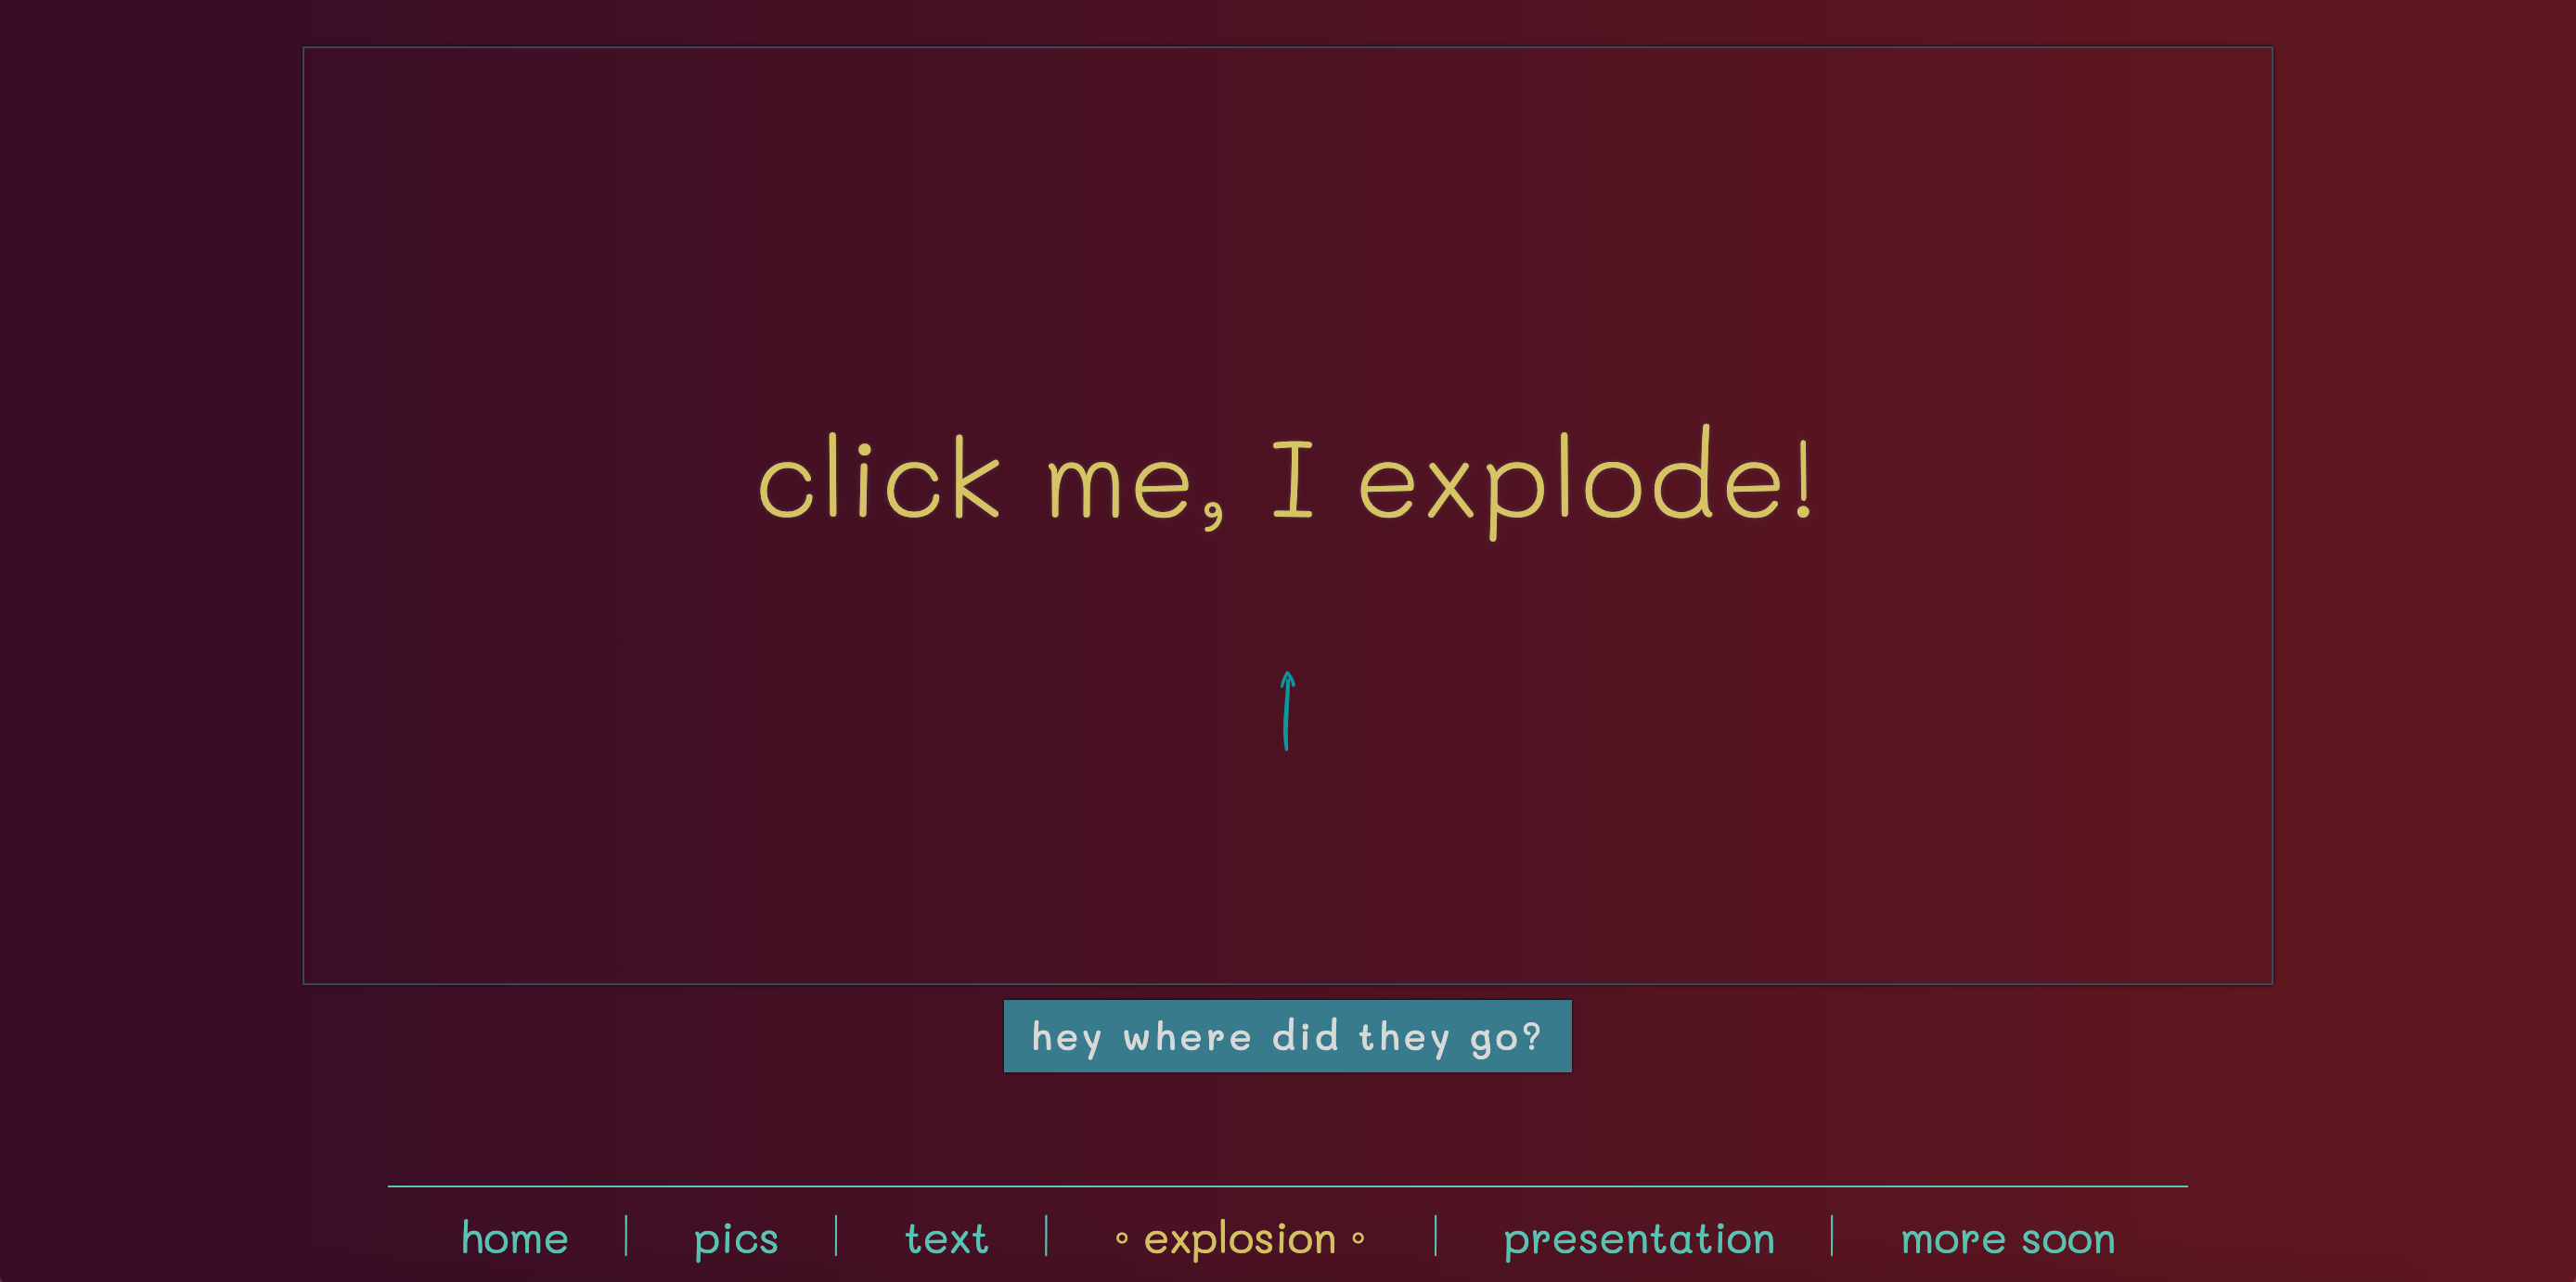 click me, I explode!
hey where did they go?
home | pics | text | ◦ explosion ◦ | presentation | more soon